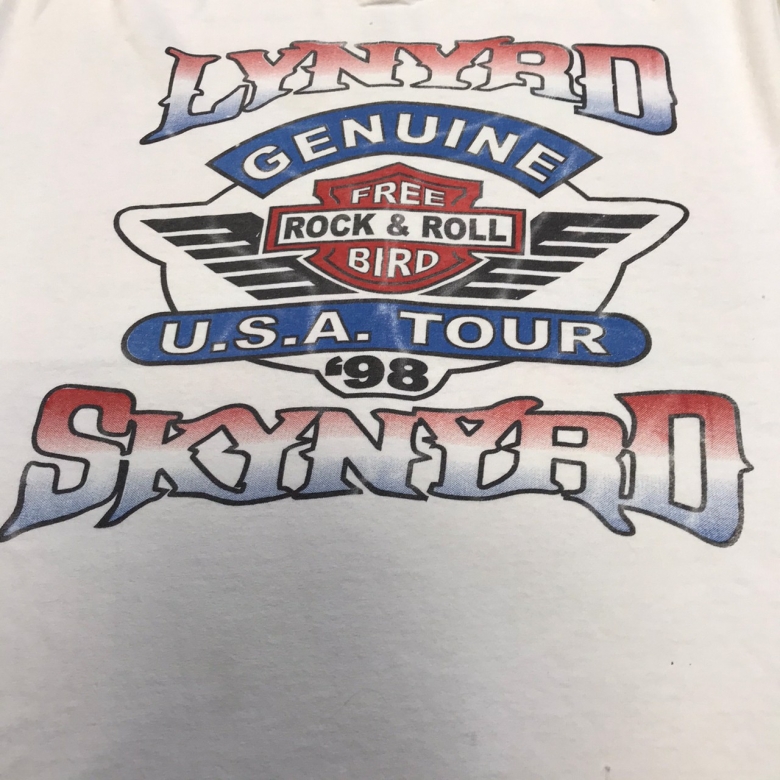 LYNYRD
GENUINE
FREE
ROCK & ROLL
BIRD
U.S.A. TOUR
'98
SKYNYRD